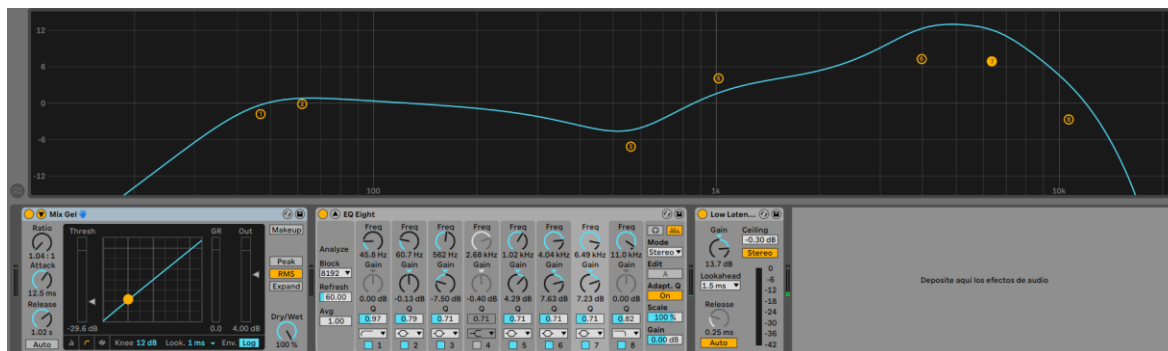 12
6
0
-6
-12
100
1k
10k
1
2
3
5
6
7
8
Mix Gel
Ratio
1.04 : 1
Attack
12.5 ms
Release
1.02 s
Auto
Thresh
-29.6 dB
GR
0.0
Out
4.00 dB
Knee 12 dB Look. 1 ms Env. Log
Makeup
Peak
RMS
Expand
Dry/Wet
100 %
EQ Eight
Analyze
Block
8192
Refresh
60.00
Avg
1.00
Freq Freq Freq Freq Freq Freq Freq Freq
45.8 Hz 60.7 Hz 562 Hz 2.68 kHz 1.02 kHz 4.04 kHz 6.49 kHz 11.0 kHz
Gain Gain Gain Gain Gain Gain Gain Gain
0.00 dB -0.13 dB -7.50 dB -0.40 dB 4.29 dB 7.63 dB 7.23 dB 0.00 dB
Q Q Q Q Q Q Q Q
0.97 0.79 0.71 0.71 0.71 0.71 0.71 0.82
1 2 3 4 5 6 7 8
Mode
Stereo
Edit
A
Adapt. Q
On
Scale
100 %
Gain
0.00 dB
Low Laten...
Gain
13.7 dB
Lookahead
1.5 ms
Release
0.25 ms
Auto
Ceiling
-0.30 dB
Stereo
0
-6
-12
-18
-24
-30
-36
-42
Deposite aquí los efectos de audio